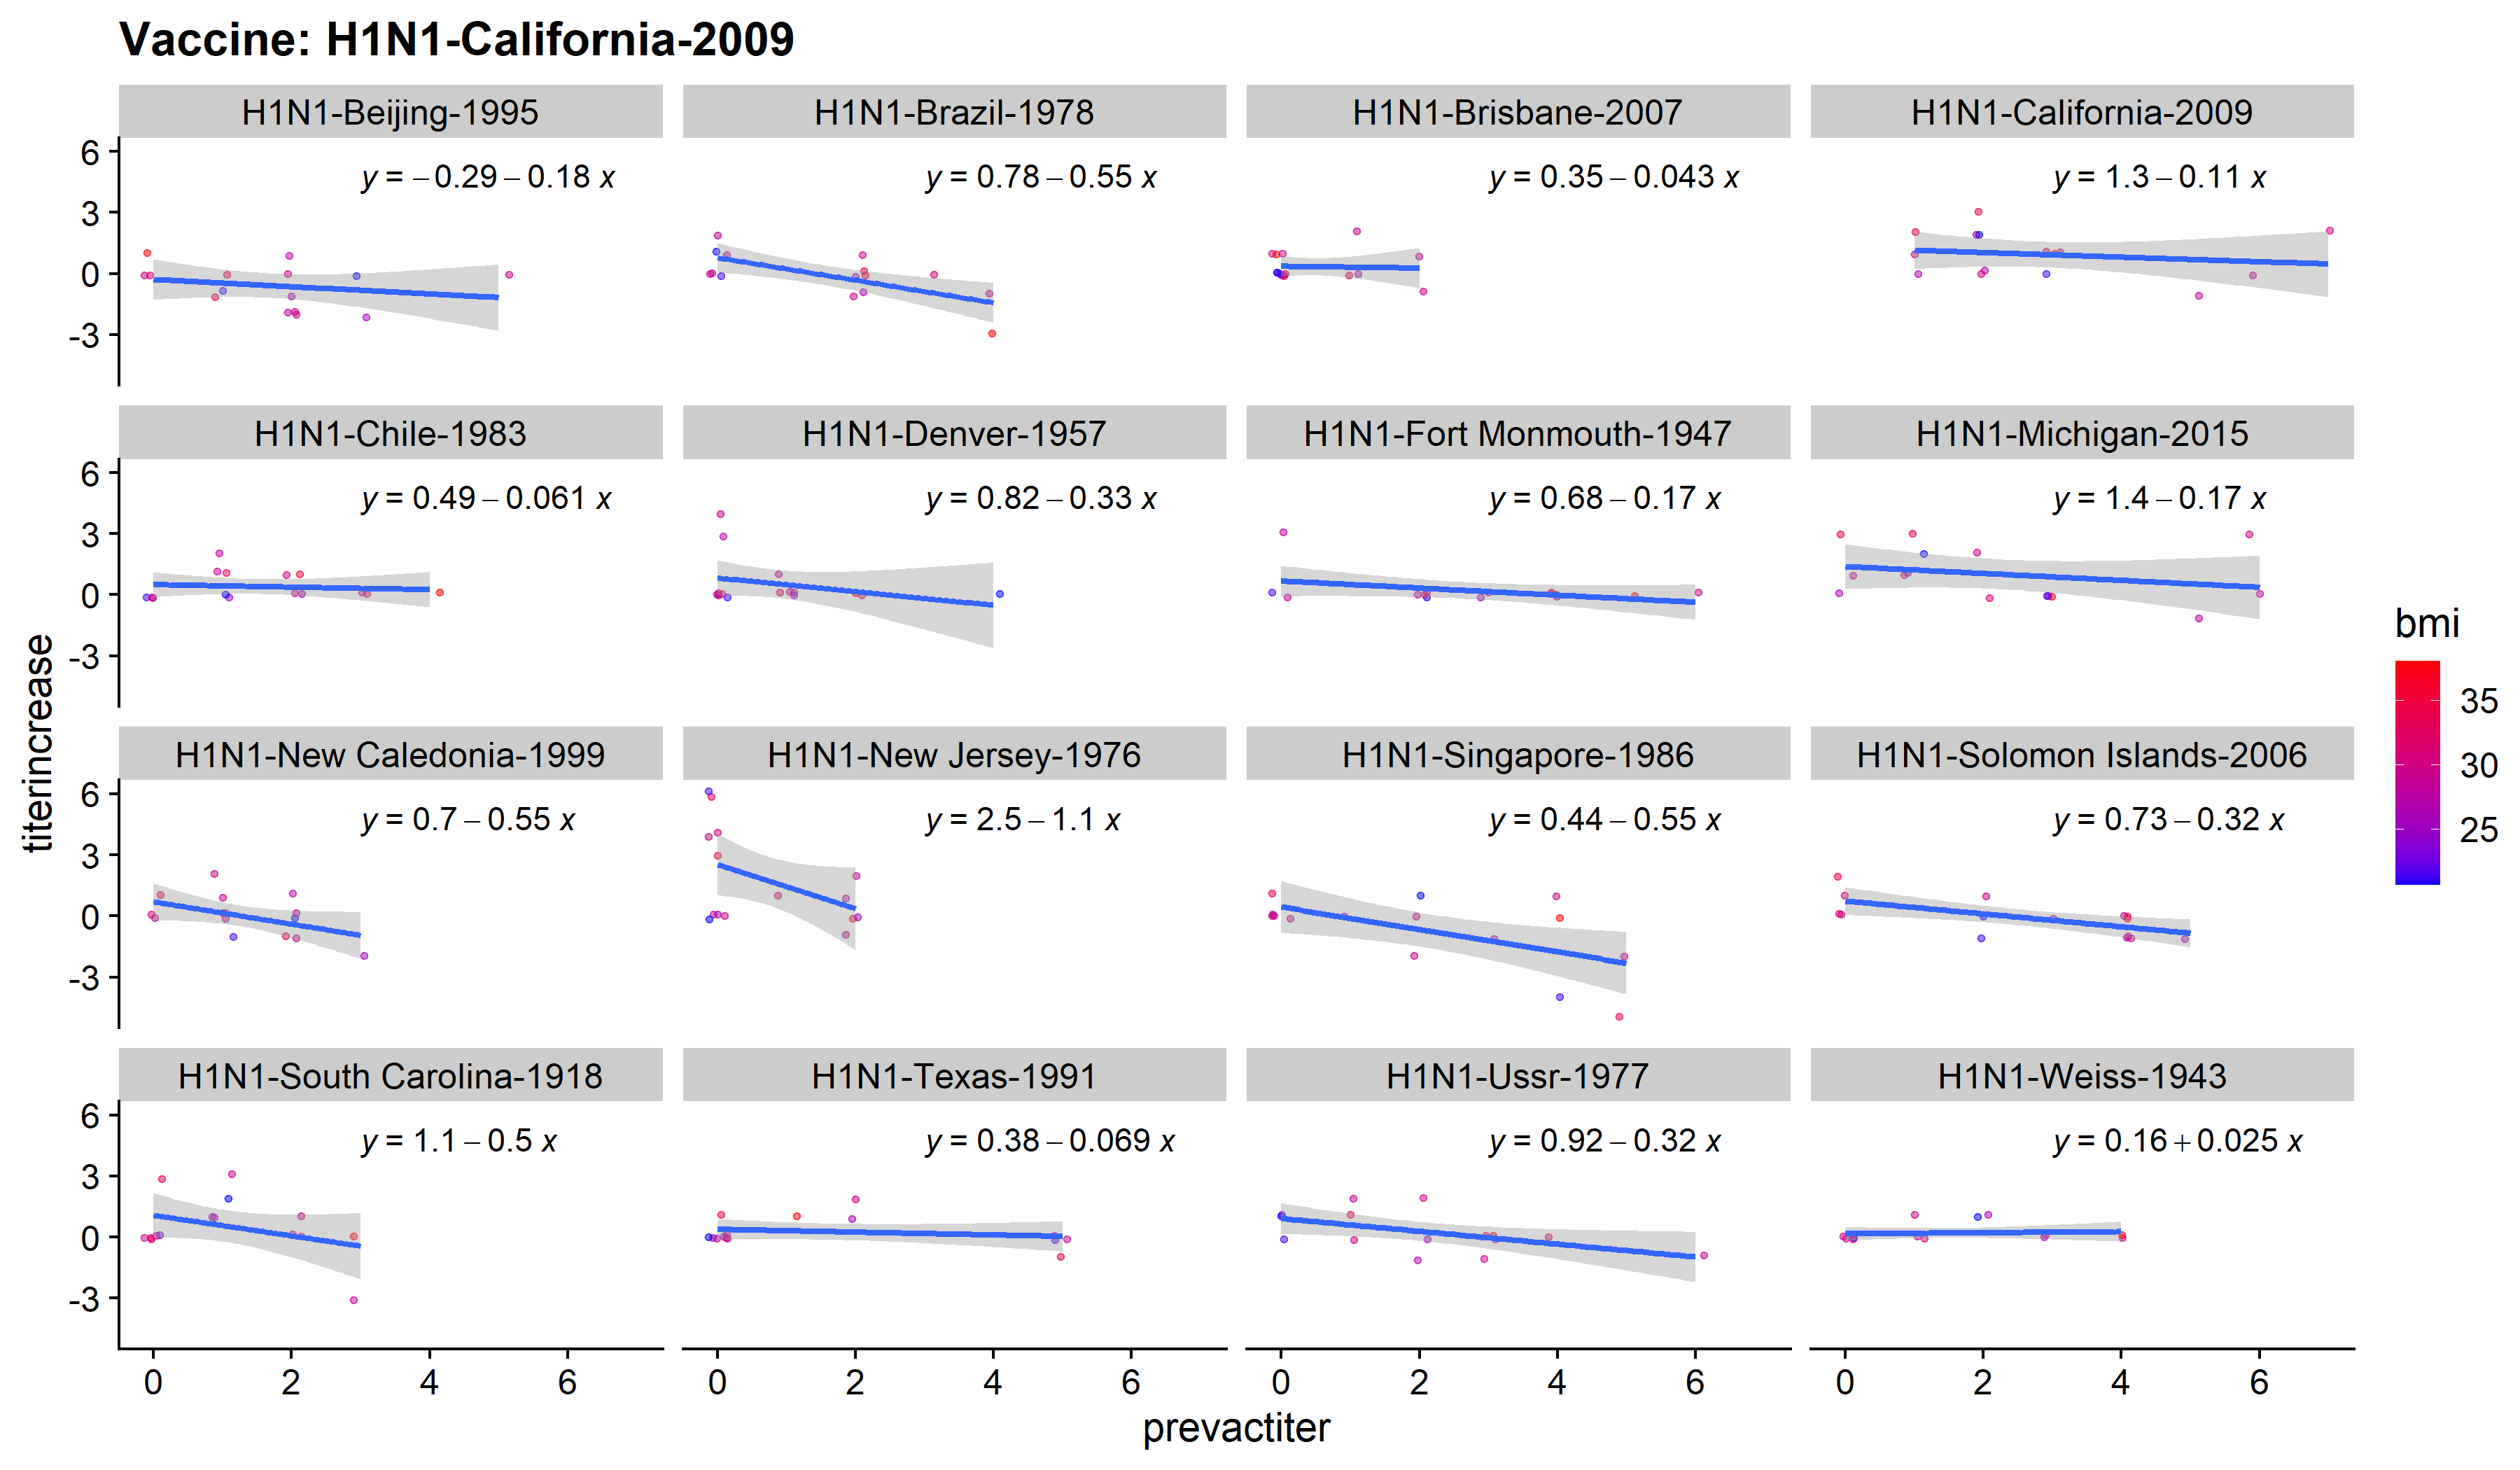 Vaccine: H1N1-California-2009
H1N1-Beijing-1995
H1N1-Brazil-1978
H1N1-Brisbane-2007
H1N1-California-2009
6
3
0
-3
y = −0.29 − 0.18 x
y = 0.78 − 0.55 x
y = 0.35 − 0.043 x
y = 1.3 − 0.11 x
H1N1-Chile-1983
H1N1-Denver-1957
H1N1-Fort Monmouth-1947
H1N1-Michigan-2015
6
3
0
-3
y = 0.49 − 0.061 x
y = 0.82 − 0.33 x
y = 0.68 − 0.17 x
y = 1.4 − 0.17 x
H1N1-New Caledonia-1999
H1N1-New Jersey-1976
H1N1-Singapore-1986
H1N1-Solomon Islands-2006
6
3
0
-3
y = 0.7 − 0.55 x
y = 2.5 − 1.1 x
y = 0.44 − 0.55 x
y = 0.73 − 0.32 x
H1N1-South Carolina-1918
H1N1-Texas-1991
H1N1-Ussr-1977
H1N1-Weiss-1943
6
3
0
-3
y = 1.1 − 0.5 x
y = 0.38 − 0.069 x
y = 0.92 − 0.32 x
y = 0.16 + 0.025 x
0 2 4 6
0 2 4 6
0 2 4 6
0 2 4 6
prevactiter
titerincrease
bmi
35
30
25